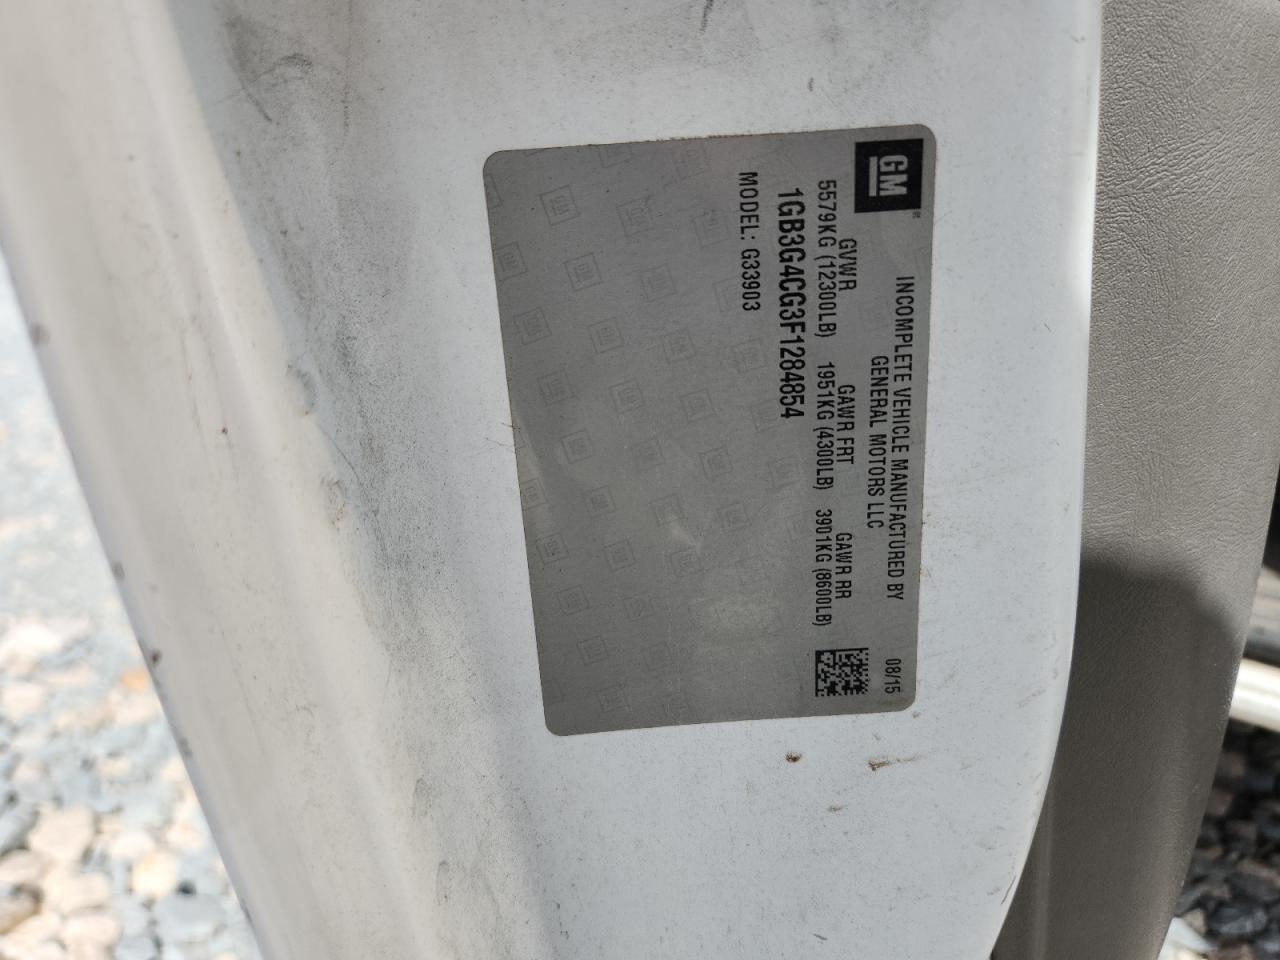 GM
INCOMPLETE VEHICLE MANUFACTURED BY
GENERAL MOTORS LLC
08/15
GVWR GAWR FRT GAWR RR
5579KG (12300LB) 1951KG (4300LB) 3901KG (8600LB)
1GB3G4CG3F1284854
MODEL: G33903